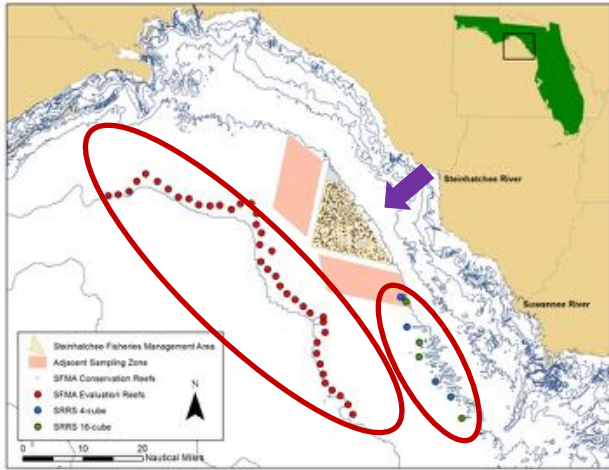 Steinhatchee River
Suwannee River
Steinhatchee Fisheries Management Area
Adjacent Sampling Zone
SFMA Conservation Reefs
SFMA Evaluation Reefs
SRRS 4-cube
SRRS 16-cube
N
0 5 10 20
Nautical Miles